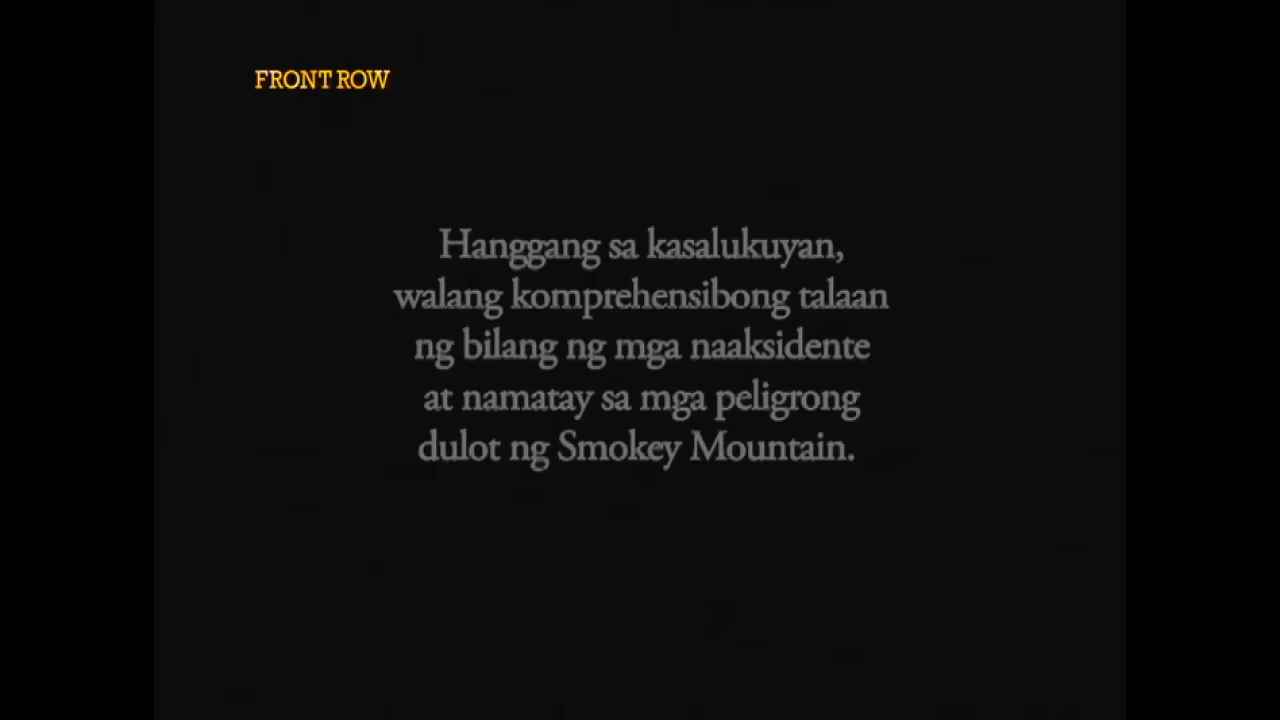 FRONT ROW
Hanggang sa kasalukuyan,
walang komprehensibong talaan
ng bilang ng mga naaksidente
at namatay sa mga peligrong
dulot ng Smokey Mountain.